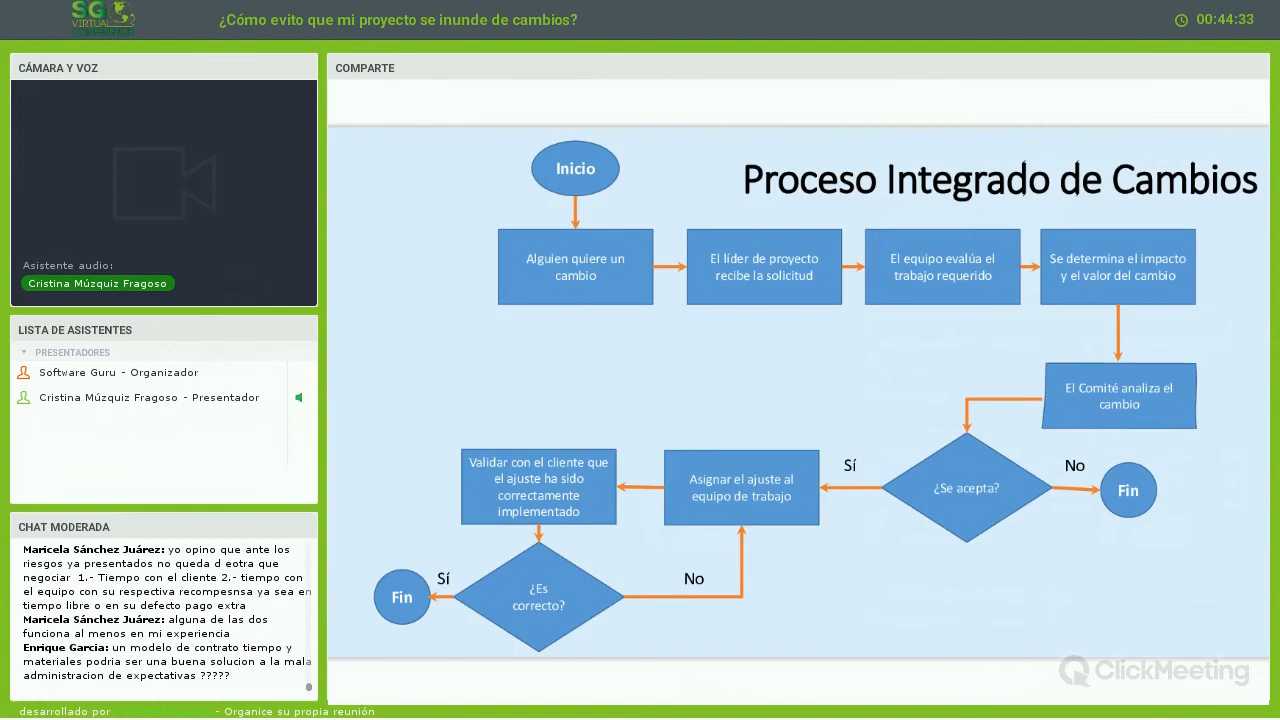 SG
VIRTUAL
CONFERENCE
¿Cómo evito que mi proyecto se inunde de cambios?
00:44:33
CÁMARA Y VOZ
Asistente audio:
Cristina Múzquiz Fragoso
LISTA DE ASISTENTES
PRESENTADORES
Software Guru - Organizador
Cristina Múzquiz Fragoso - Presentador
CHAT MODERADA
Maricela Sánchez Juárez: yo opino que ante los
riesgos ya presentados no queda d eotra que
negociar 1.- Tiempo con el cliente 2.- tiempo con
el equipo con su respectiva recompesnsa ya sea en
tiempo libre o en su defecto pago extra
Maricela Sánchez Juárez: alguna de las dos
funciona al menos en mi experiencia
Enrique Garcia: un modelo de contrato tiempo y
materiales podria ser una buena solucion a la mala
administracion de expectativas ?????
COMPARTE
Proceso Integrado de Cambios
Inicio
Alguien quiere un
cambio
El líder de proyecto
recibe la solicitud
El equipo evalúa el
trabajo requerido
Se determina el impacto
y el valor del cambio
El Comité analiza el
cambio
¿Se acepta?
No
Fin
Sí
Asignar el ajuste al
equipo de trabajo
Validar con el cliente que
el ajuste ha sido
correctamente
implementado
¿Es
correcto?
No
Sí
Fin
ClickMeeting
desarrollado por - Organice su propia reunión